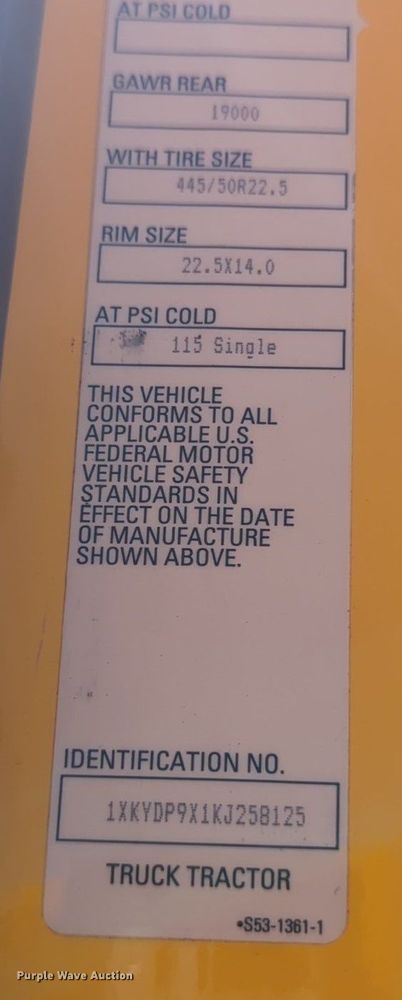 AT PSI COLD
GAWR REAR
19000
WITH TIRE SIZE
445/50R22.5
RIM SIZE
22.5X14.0
AT PSI COLD
115 Single
THIS VEHICLE
CONFORMS TO ALL
APPLICABLE U.S.
FEDERAL MOTOR
VEHICLE SAFETY
STANDARDS IN
EFFECT ON THE DATE
OF MANUFACTURE
SHOWN ABOVE.
IDENTIFICATION NO.
1XKYDP9X1KJ258125
TRUCK TRACTOR
•S53-1361-1
Purple Wave Auction